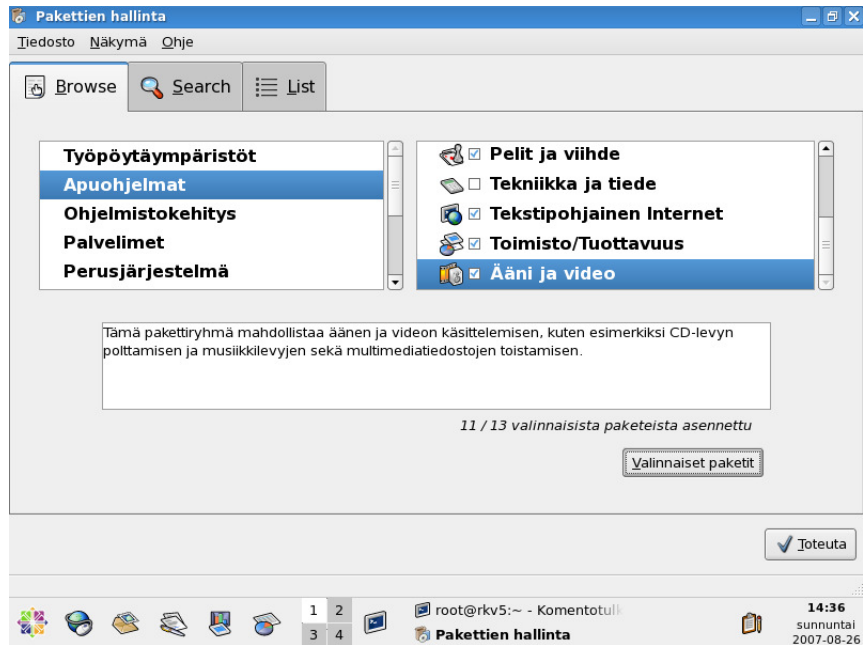 Pakettien hallinta
Tiedosto Näkymä Ohje
Browse Search List
Työpöytäympäristöt
Apuohjelmat
Ohjelmistokehitys
Palvelimet
Perusjärjestelmä
Pelit ja viihde
Tekniikka ja tiede
Tekstipohjainen Internet
Toimisto/Tuottavuus
Ääni ja video
Tämä pakettiryhmä mahdollistaa äänen ja videon käsittelemisen, kuten esimerkiksi CD-levyn
polttamisen ja musiikkilevyjen sekä multimediatiedostojen toistamisen.
11 / 13 valinnaisista paketeista asennettu
Valinnaiset paketit
Toteuta
1 2
3 4
root@rkv5:~ - Komentotulk
Pakettien hallinta
14:36
sunnuntai
2007-08-26